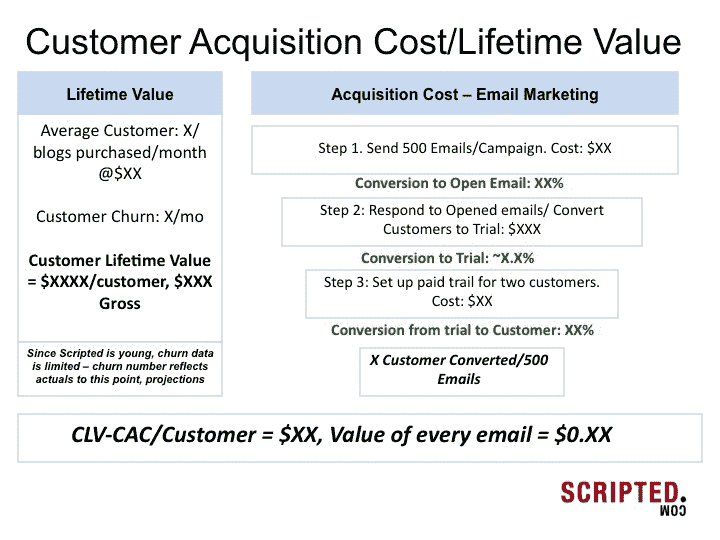 Customer Acquisition Cost/Lifetime Value
Lifetime Value
Average Customer: X/
blogs purchased/month
@$XX
Customer Churn: X/mo
Customer Lifetime Value
= $XXXX/customer, $XXX
Gross
Since Scripted is young, churn data
is limited – churn number reflects
actuals to this point, projections
Acquisition Cost – Email Marketing
Step 1. Send 500 Emails/Campaign. Cost: $XX
Conversion to Open Email: XX%
Step 2: Respond to Opened emails/ Convert
Customers to Trial: $XXX
Conversion to Trial: ~X.X%
Step 3: Set up paid trail for two customers.
Cost: $XX
Conversion from trial to Customer: XX%
X Customer Converted/500
Emails
CLV-CAC/Customer = $XX, Value of every email = $0.XX
SCRIPTED.
COM